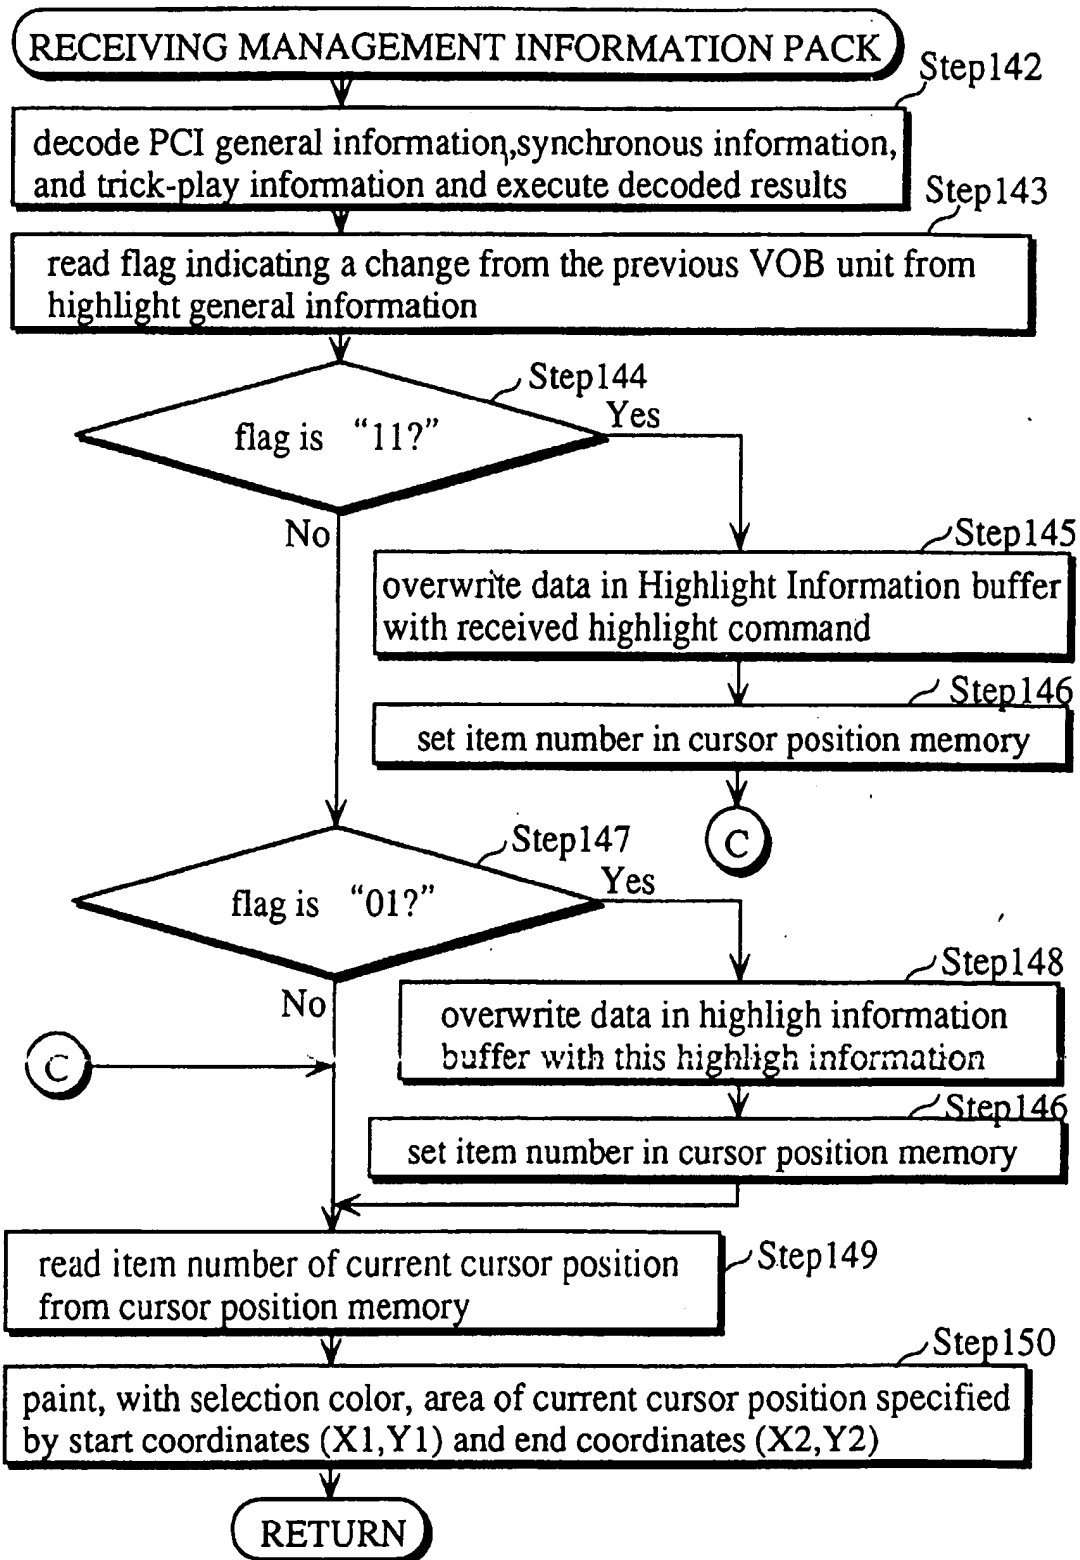 RECEIVING MANAGEMENT INFORMATION PACK
Step142
decode PCI general information,synchronous information,
and trick-play information and execute decoded results
Step143
read flag indicating a change from the previous VOB unit from
highlight general information
Step144
flag is “11?”
Yes
No
Step145
overwrite data in Highlight Information buffer
with received highlight command
Step146
set item number in cursor position memory
C
Step147
flag is “01?”
Yes
No
Step148
overwrite data in highligh information
buffer with this highligh information
C
Step146
set item number in cursor position memory
Step149
read item number of current cursor position
from cursor position memory
Step150
paint, with selection color, area of current cursor position specified
by start coordinates (X1,Y1) and end coordinates (X2,Y2)
RETURN